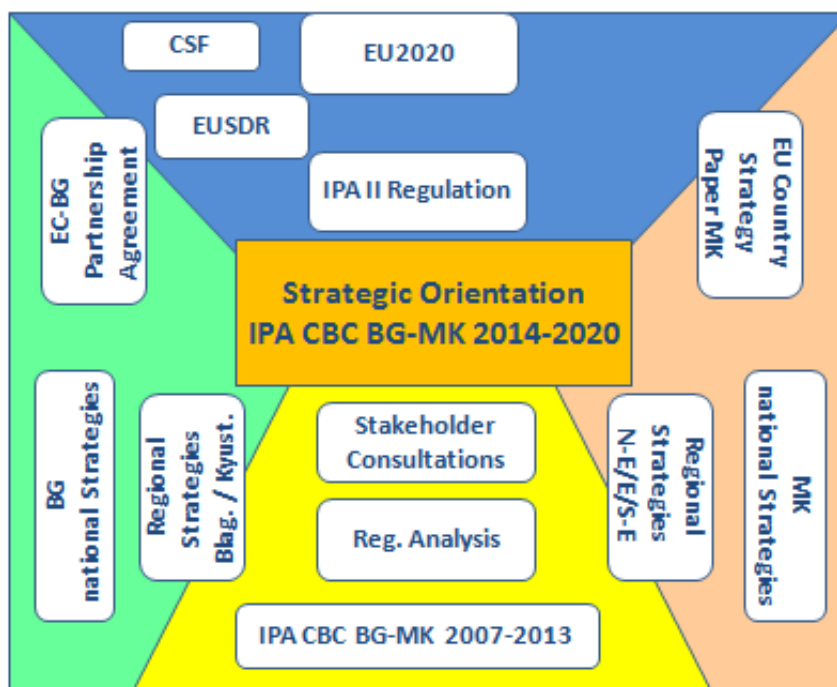 CSF
EU2020
EUSDR
IPA II Regulation
EC-BG
Partnership
Agreement
EU Country
Strategy
Paper MK
Strategic Orientation
IPA CBC BG-MK 2014-2020
BG
national Strategies
Regional
Strategies
Blag. / Kyust.
Stakeholder
Consultations
Reg. Analysis
Regional
Strategies
N-E/E/S-E
MK
national Strategies
IPA CBC BG-MK 2007-2013